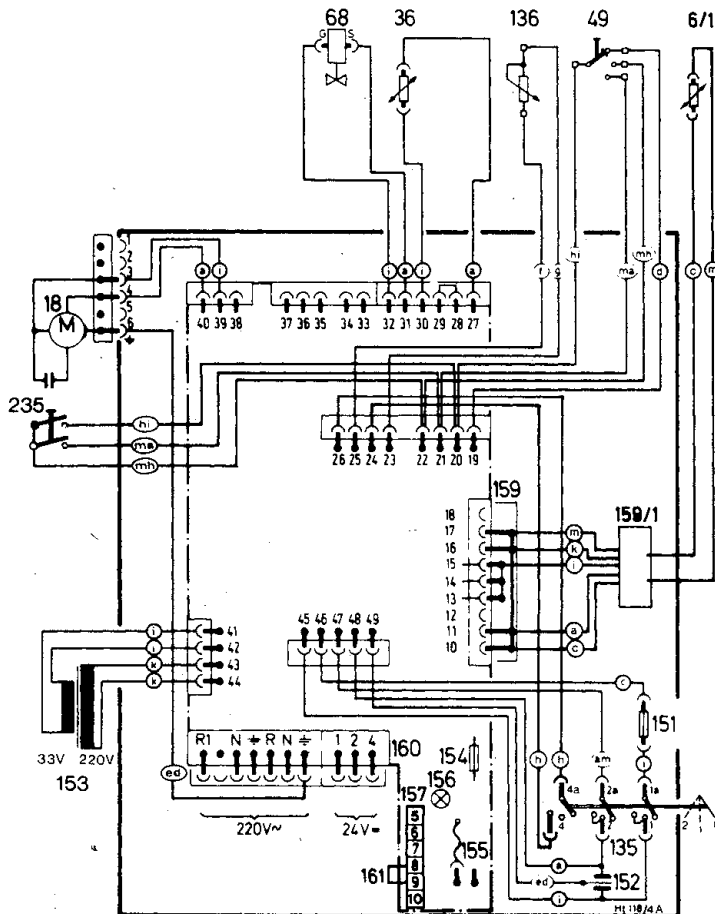 68 36 136 49 6/1
G S
hi mh
f g ma d c m
1
2
3
4
5
6
18 M
a i i a i a
40 39 38 37 36 35 34 33 32 31 30 29 28 27
235
hi
ma
mh
26 25 24 23 22 21 20 19
159
18
17 m
16 k
15 i
14
13
12
11 a
10 c
159/1
i 41
i 42
k 43
k 44
45 46 47 48 49
c
151
i
33V 220V
153
R1 N R N 1 2 4 160
ed
220V~ 24V=
154
156
157
5
6
7
8
9
10
161
155
h h am
4a 2a 1a
4 2 1
2 1
135
a
ed 152
i
Ht 118/4A